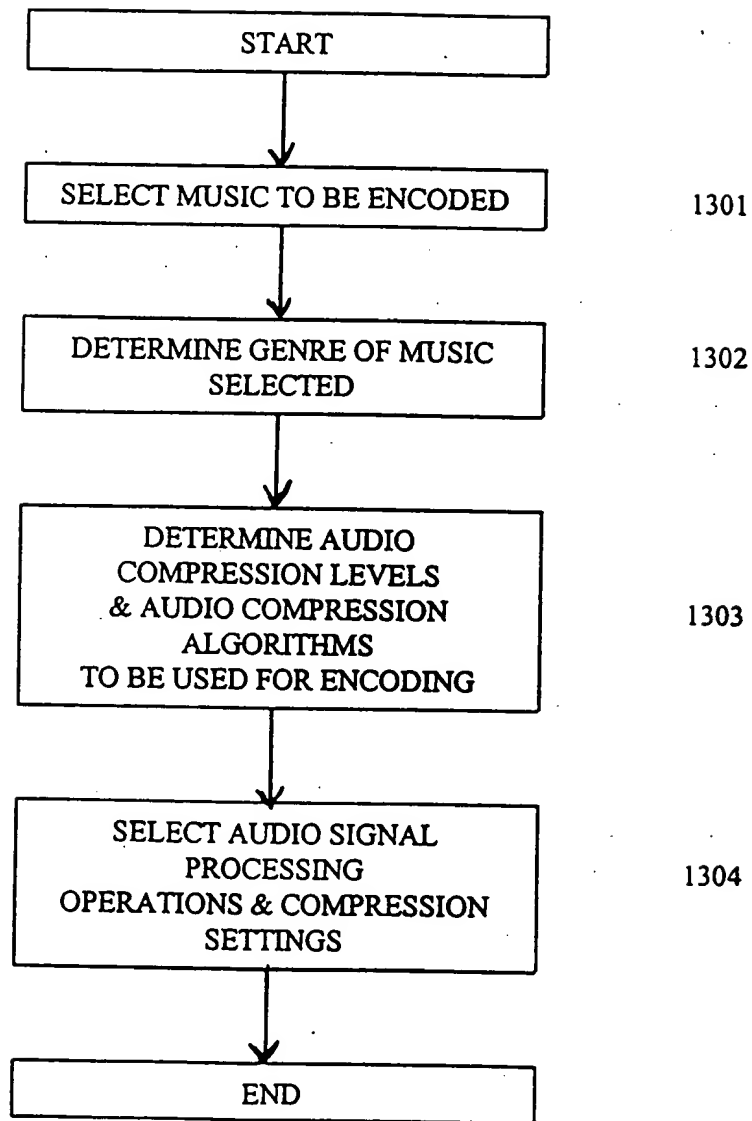 START
SELECT MUSIC TO BE ENCODED
1301
DETERMINE GENRE OF MUSIC
SELECTED
1302
DETERMINE AUDIO
COMPRESSION LEVELS
& AUDIO COMPRESSION
ALGORITHMS
TO BE USED FOR ENCODING
1303
SELECT AUDIO SIGNAL
PROCESSING
OPERATIONS & COMPRESSION
SETTINGS
1304
END